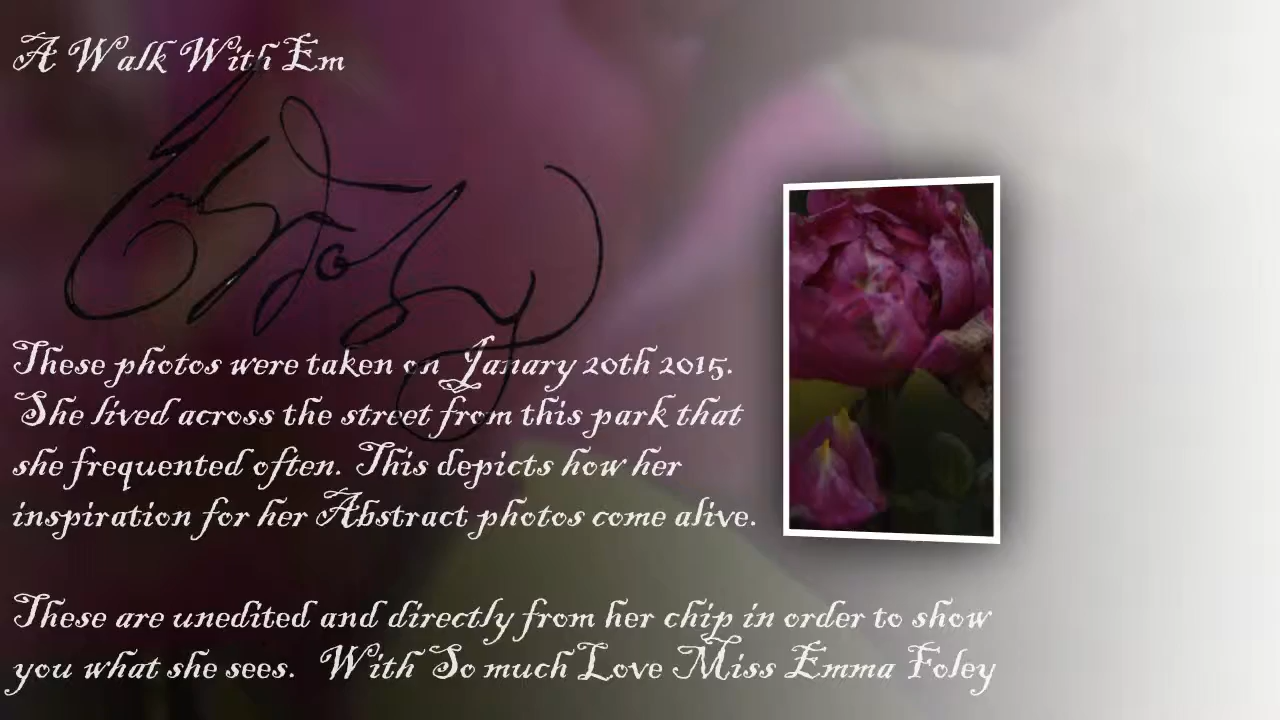 A Walk With Em
These photos were taken on Janary 20th 2015.
She lived across the street from this park that
she frequented often. This depicts how her
inspiration for her Abstract photos come alive.
These are unedited and directly from her chip in order to show
you what she sees. With So much Love Miss Emma Foley